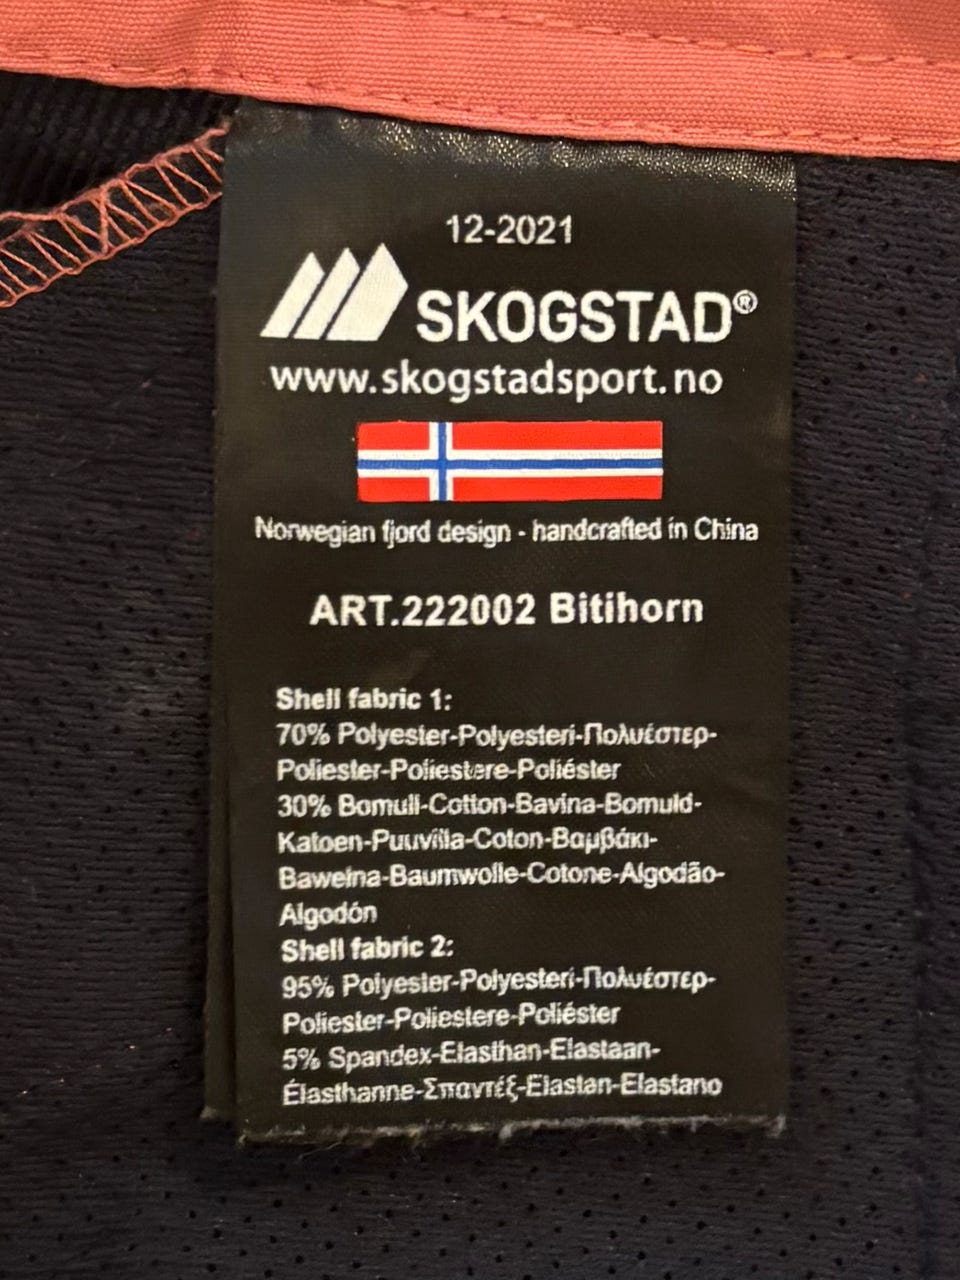 12-2021
SKOGSTAD®
www.skogstadsport.no
Norwegian fjord design - handcrafted in China
ART.222002 Bitihorn
Shell fabric 1:
70% Polyester-Polyesteri-Πολυέστερ-
Poliester-Poliestere-Poliéster
30% Bomull-Cotton-Bavlna-Bomuld-
Katoen-Puuvilla-Coton-Βαμβάκι-
Bawełna-Baumwolle-Cotone-Algodão-
Algodón
Shell fabric 2:
95% Polyester-Polyesteri-Πολυέστερ-
Poliester-Poliestere-Poliéster
5% Spandex-Elasthan-Elastaan-
Élasthanne-Σπαντέξ-Elastan-Elastano